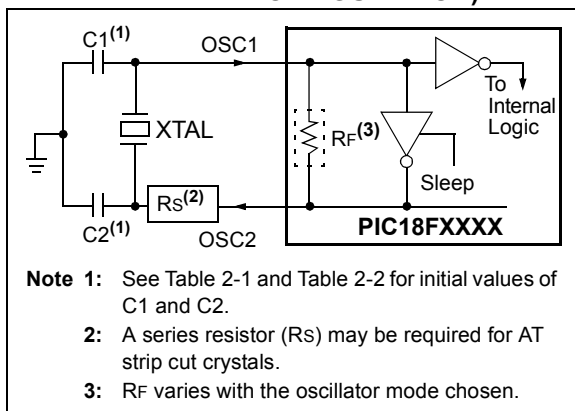 C1(1)
OSC1
To
Internal
Logic
XTAL
RF(3)
Sleep
RS(2)
C2(1)
OSC2
PIC18FXXXX
Note 1: See Table 2-1 and Table 2-2 for initial values of
C1 and C2.
2: A series resistor (RS) may be required for AT
strip cut crystals.
3: RF varies with the oscillator mode chosen.